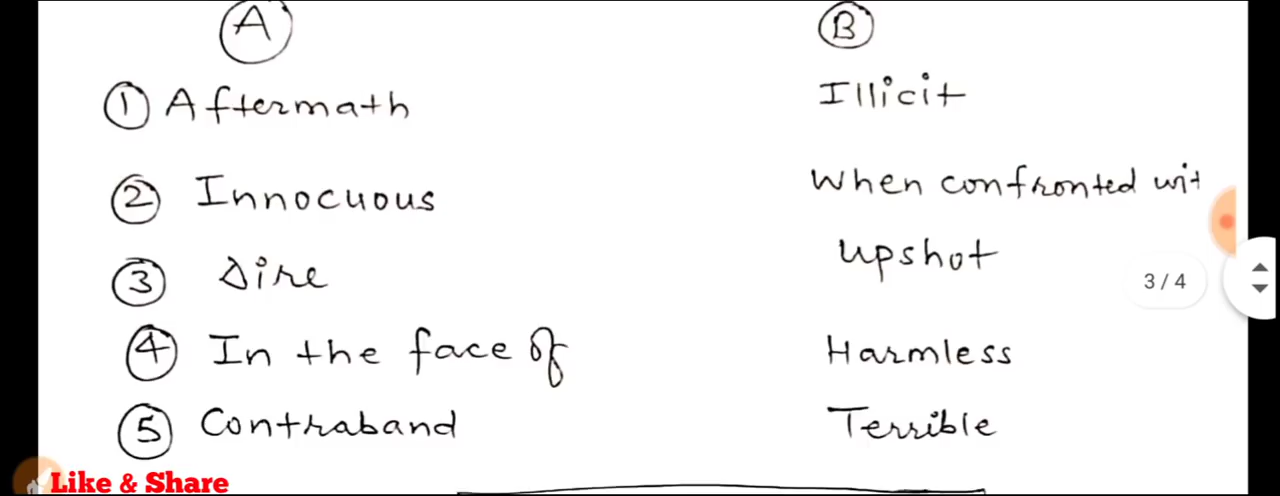 A B
1 Aftermath Illicit
2 Innocuous When confronted wit
3 Dire Upshot
3 / 4
4 In the face of Harmless
5 Contraband Terrible
Like & Share